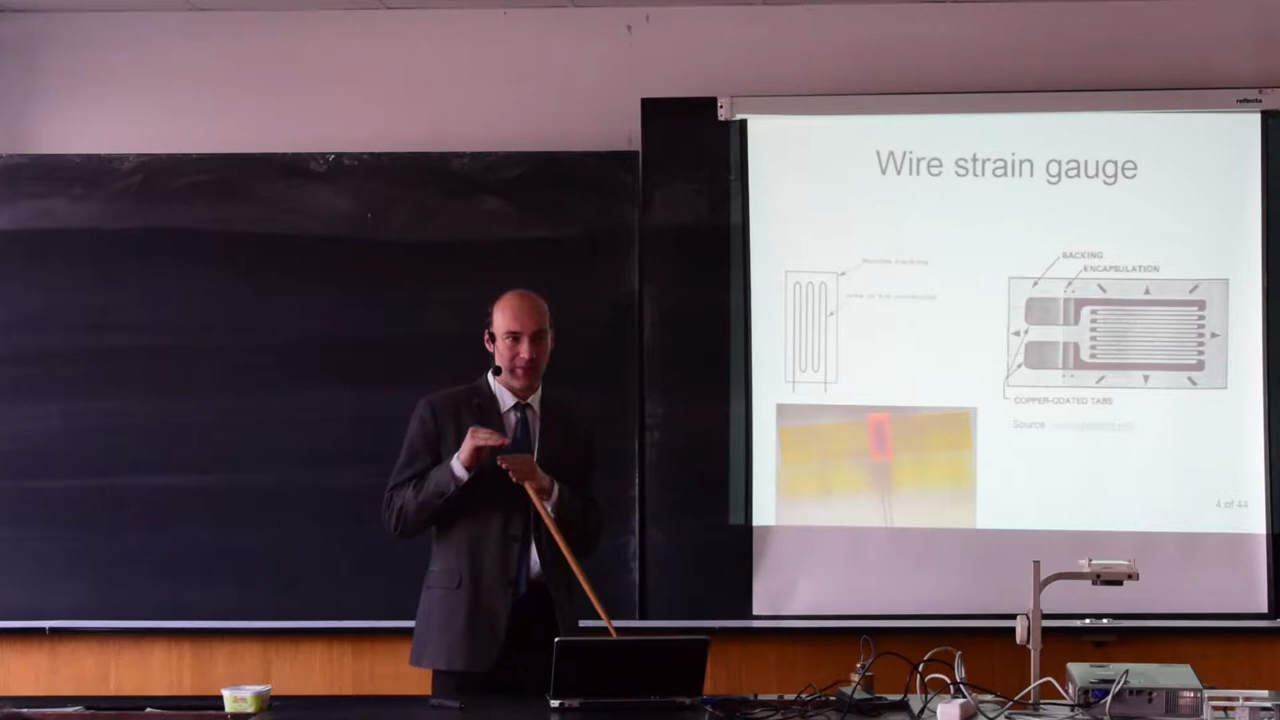 reflecta
Wire strain gauge
BACKING
ENCAPSULATION
COPPER-COATED TABS
Source
4 of 44